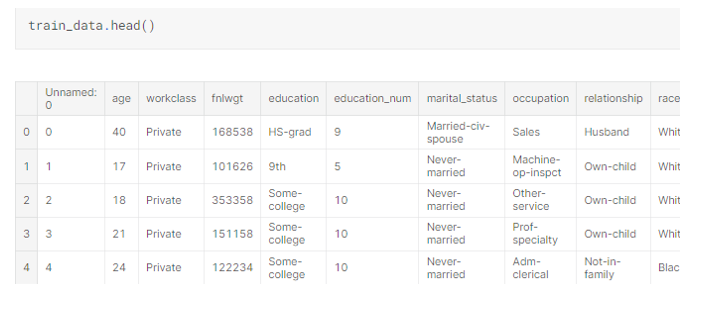 train_data.head()
Unnamed: 0 age workclass fnlwgt education education_num marital_status occupation relationship race
0 0 40 Private 168538 HS-grad 9 Married-civ-spouse Sales Husband Whit
1 1 17 Private 101626 9th 5 Never-married Machine-op-inspct Own-child Whit
2 2 18 Private 353358 Some-college 10 Never-married Other-service Own-child Whit
3 3 21 Private 151158 Some-college 10 Never-married Prof-specialty Own-child Whit
4 4 24 Private 122234 Some-college 10 Never-married Adm-clerical Not-in-family Blac